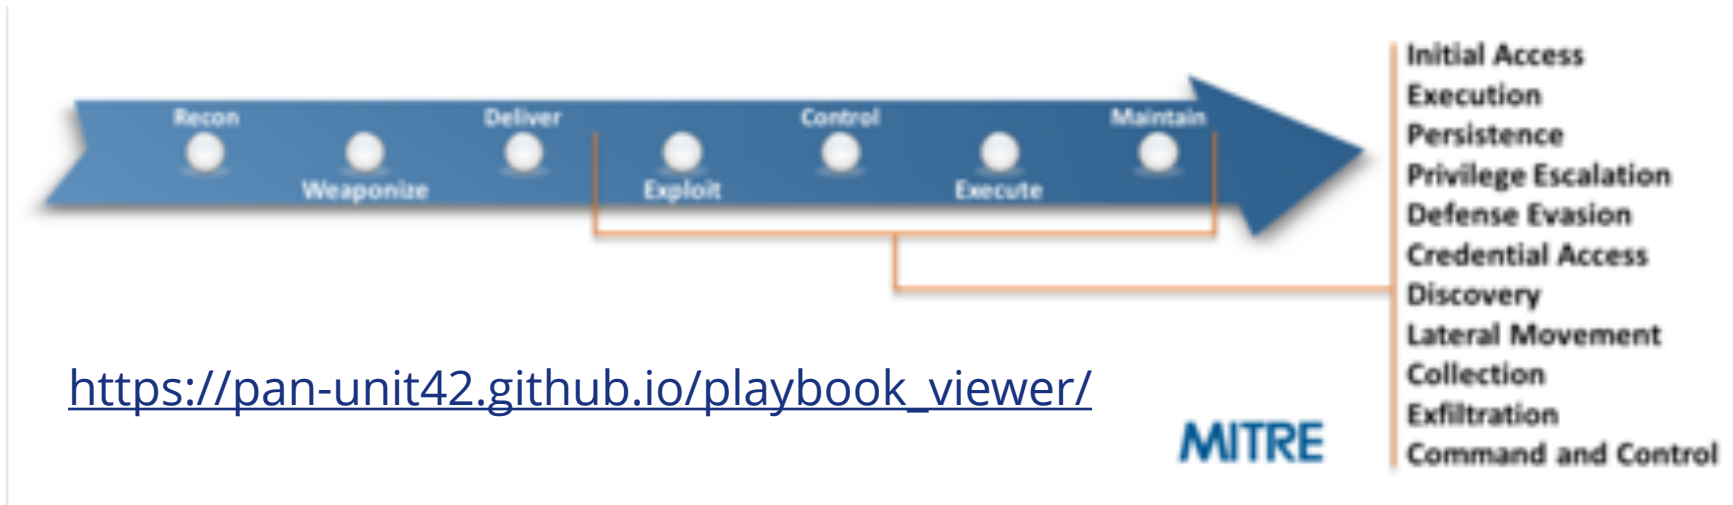 Recon
Weaponize
Deliver
Exploit
Control
Execute
Maintain
Initial Access
Execution
Persistence
Privilege Escalation
Defense Evasion
Credential Access
Discovery
Lateral Movement
Collection
Exfiltration
Command and Control
https://pan-unit42.github.io/playbook_viewer/
MITRE